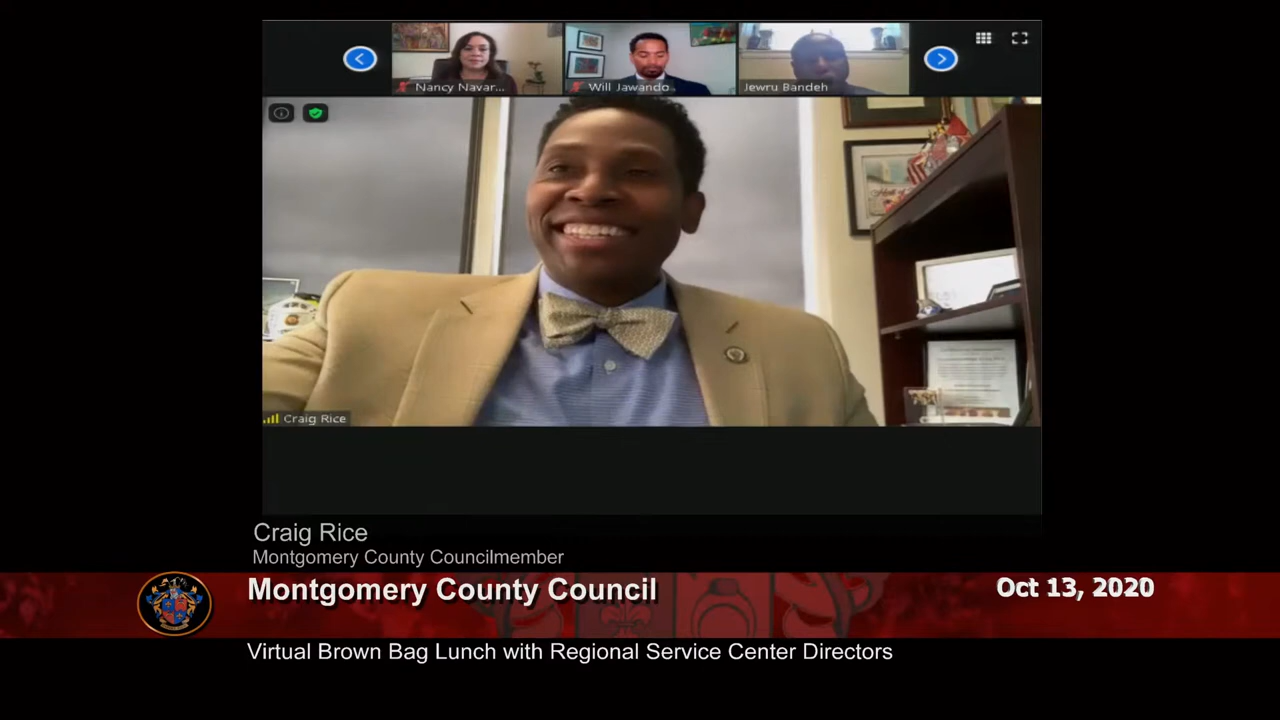 Nancy Navar...
Will Jawando
Jewru Bandeh
Craig Rice
Craig Rice
Montgomery County Councilmember
Montgomery County Council
Oct 13, 2020
Virtual Brown Bag Lunch with Regional Service Center Directors